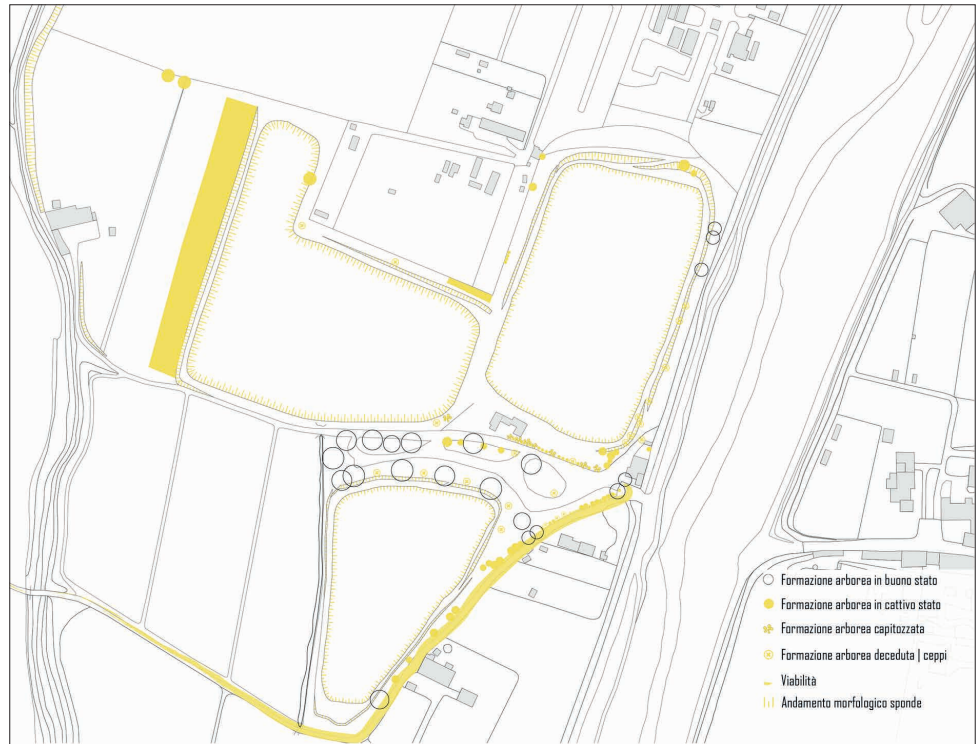 Formazione arborea in buono stato
Formazione arborea in cattivo stato
Formazione arborea capitozzata
Formazione arborea deceduta | ceppi
Viabilità
Andamento morfologico sponde